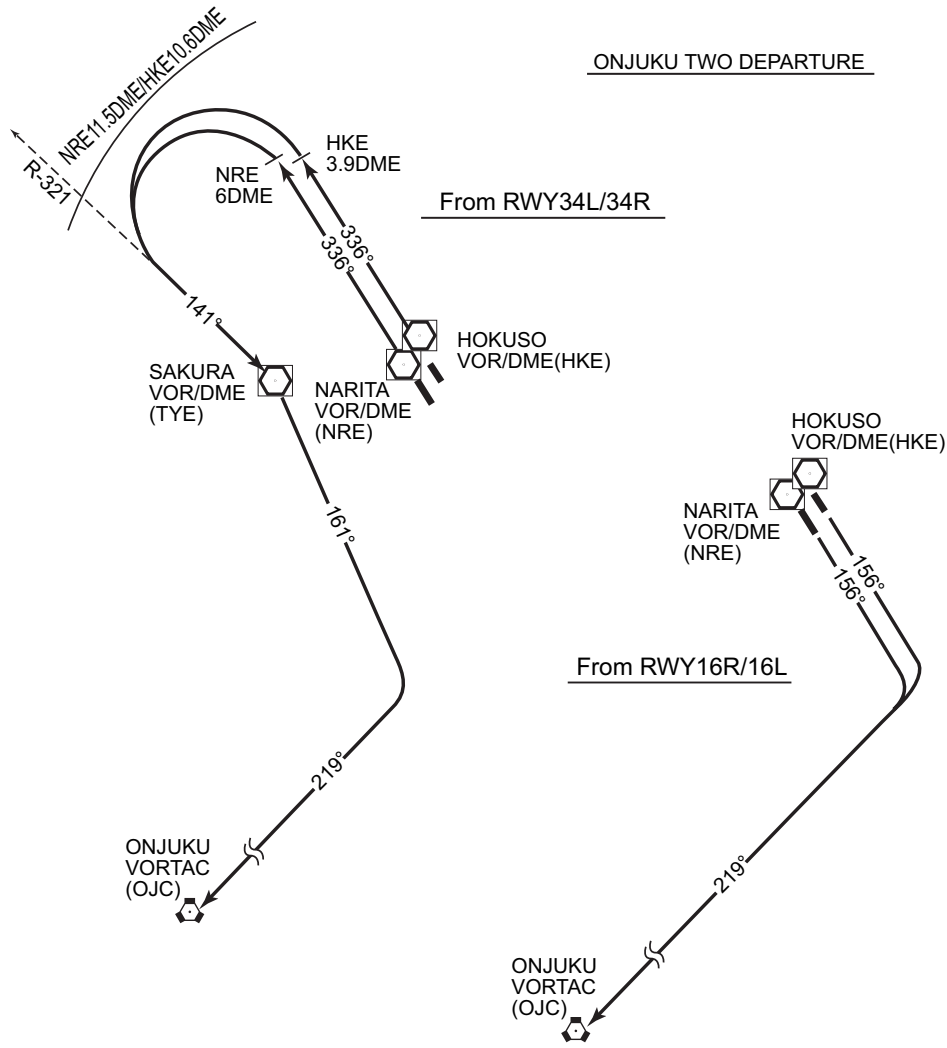 ONJUKU TWO DEPARTURE
NRE11.5DME/HKE10.6DME
R-321
HKE
3.9DME
NRE
6DME
From RWY34L/34R
336°
336°
141°
HOKUSO
VOR/DME(HKE)
SAKURA
VOR/DME
(TYE)
NARITA
VOR/DME
(NRE)
161°
219°
ONJUKU
VORTAC
(OJC)
HOKUSO
VOR/DME(HKE)
NARITA
VOR/DME
(NRE)
156°
156°
From RWY16R/16L
219°
ONJUKU
VORTAC
(OJC)